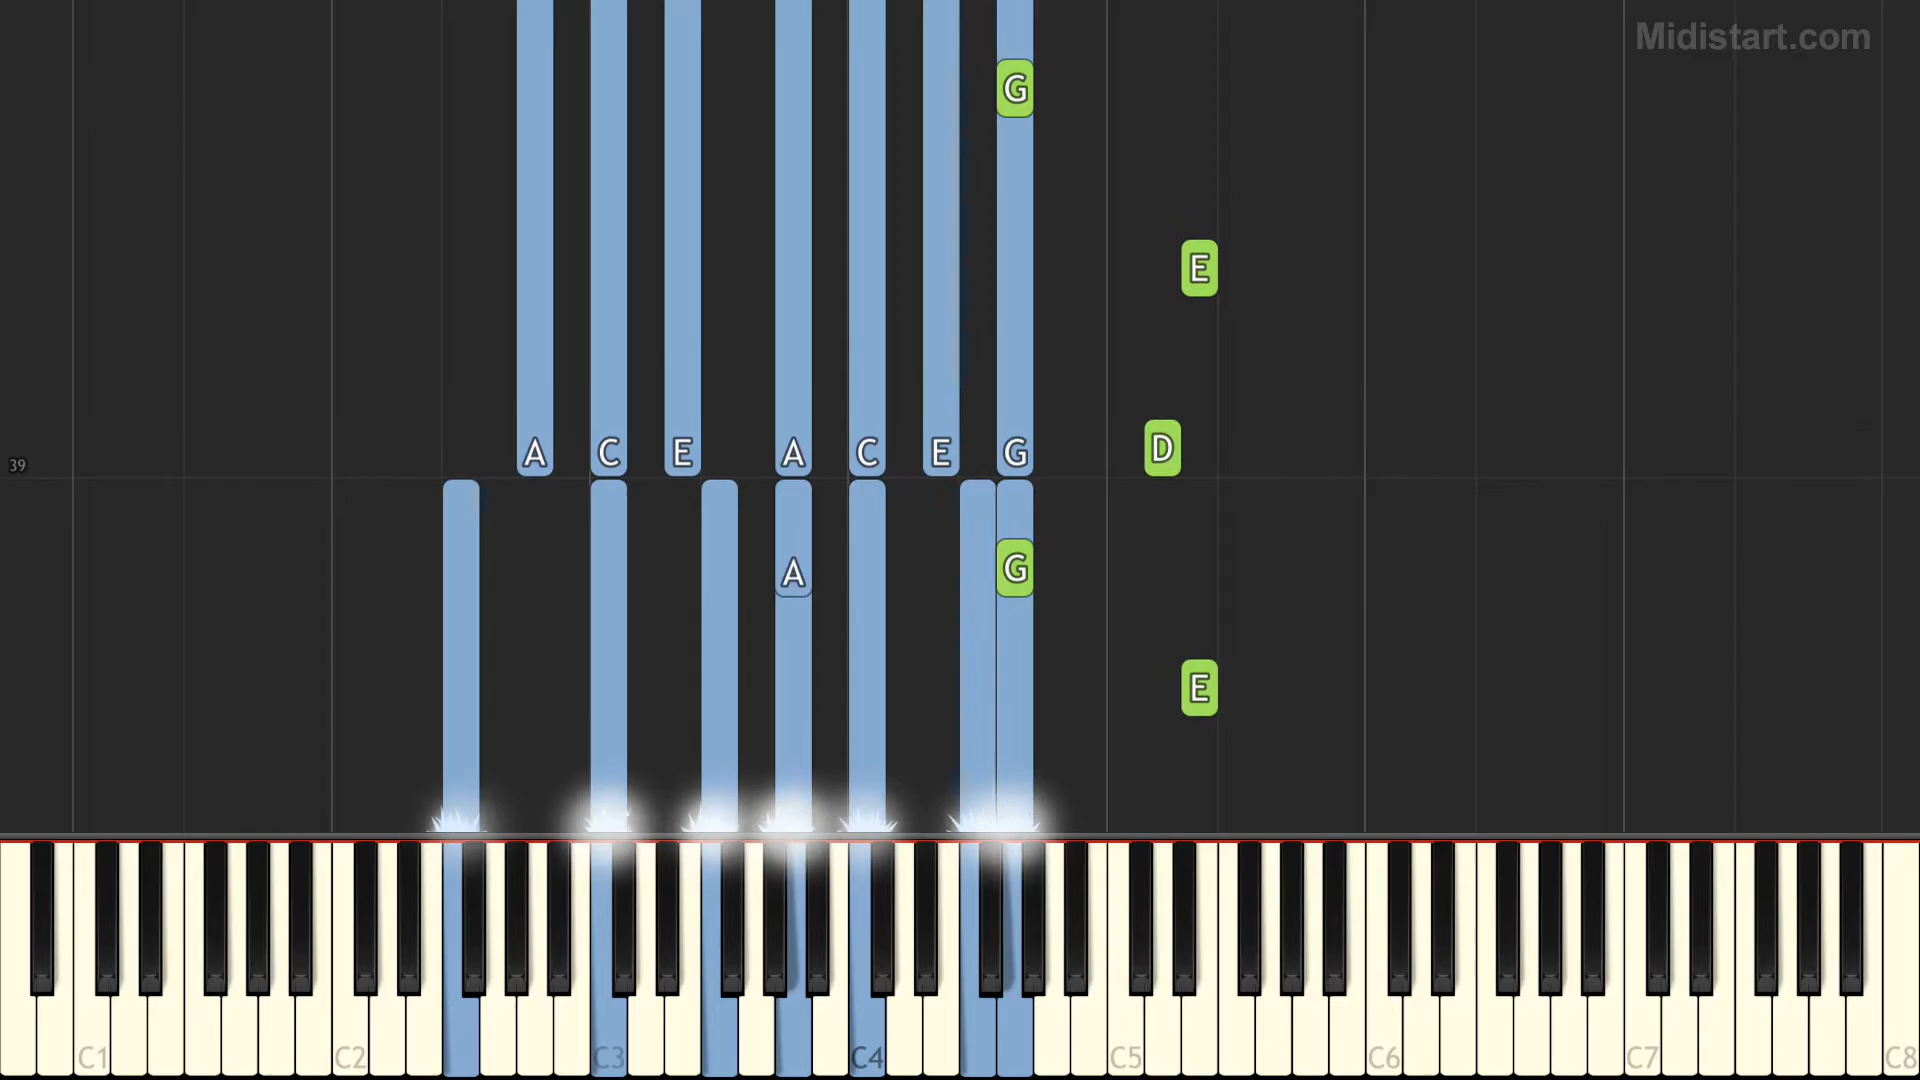 Midistart.com
G
E
A C E A C E G D
39
A G
E
C1 C2 C3 C4 C5 C6 C7 C8